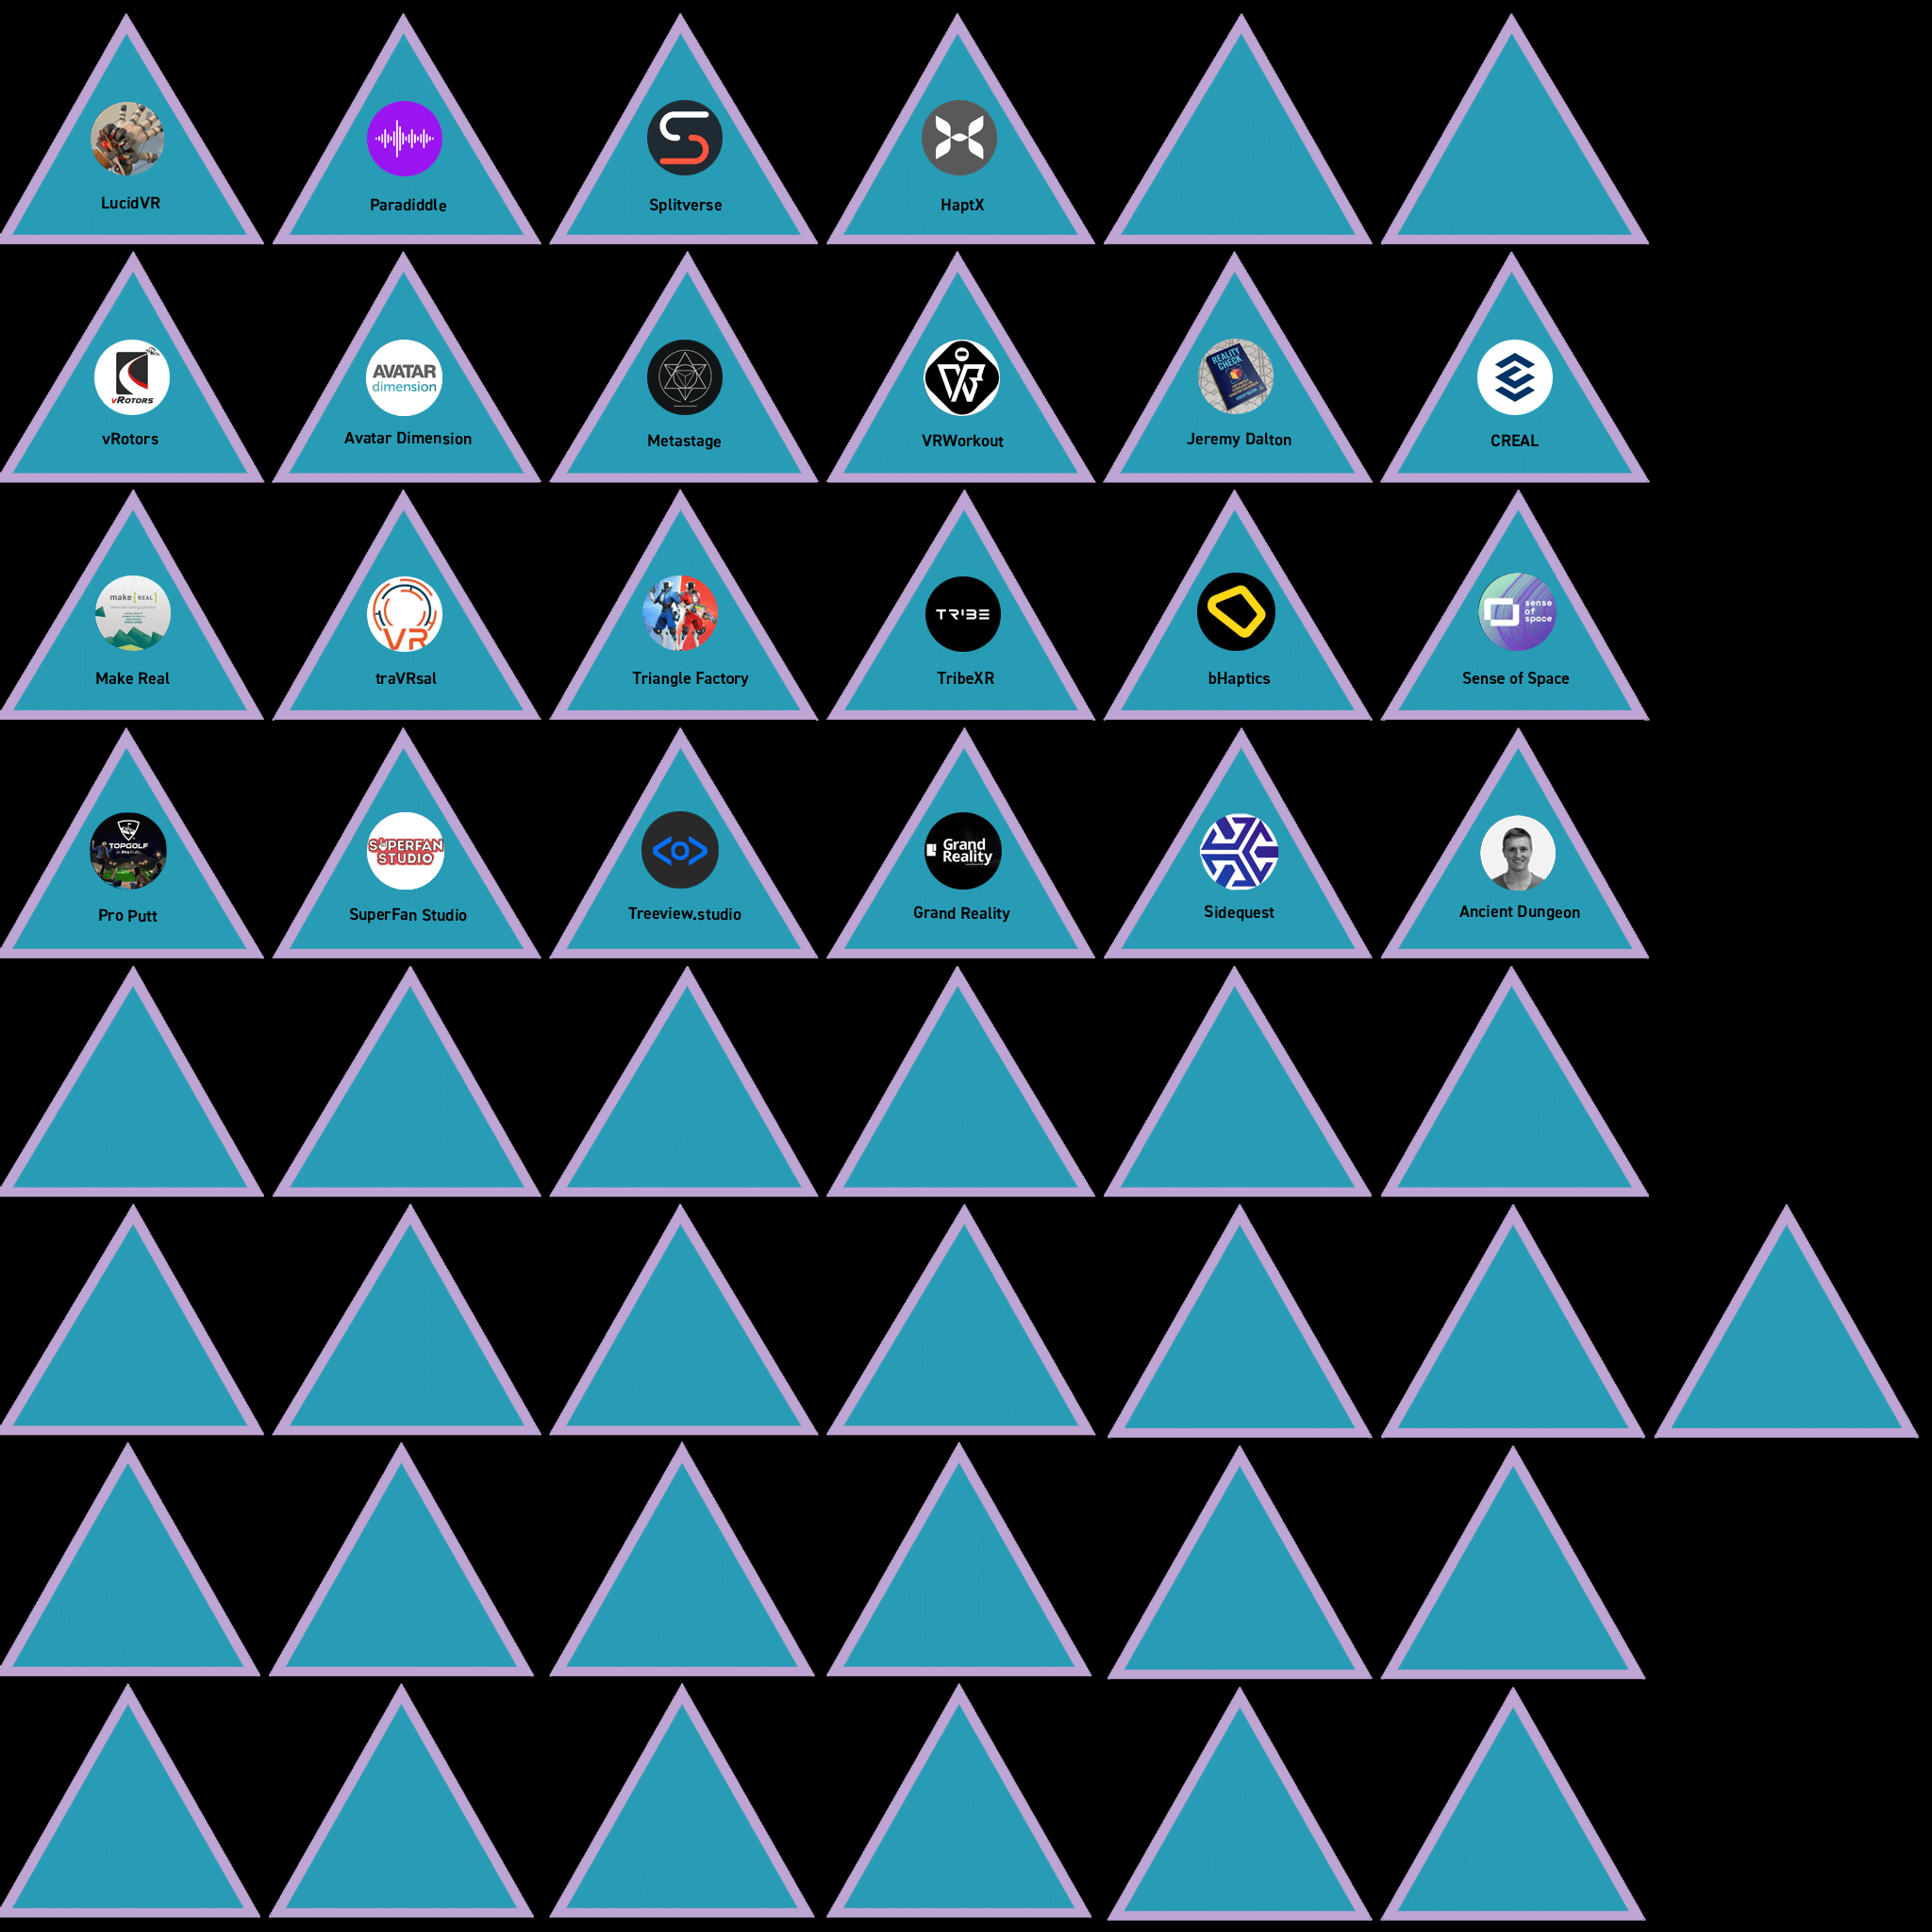 LucidVR
Paradiddle
Splitverse
HaptX
vRotors
AVATAR
dimension
REALITY
CHECK
vRotors
Avatar Dimension
Metastage
VRWorkout
Jeremy Dalton
CREAL
make [REAL]
VR
TRIBE
sense
of
space
Make Real
traVRsal
Triangle Factory
TribeXR
bHaptics
Sense of Space
TOPGOLF
SUPERFAN
STUDIO
Grand
Reality
Pro Putt
SuperFan Studio
Treeview.studio
Grand Reality
Sidequest
Ancient Dungeon